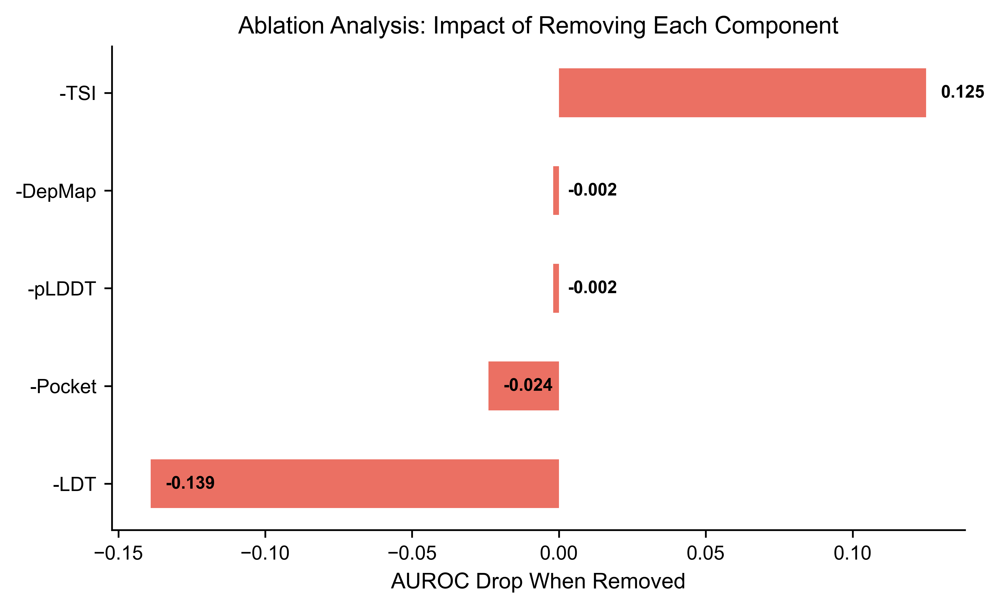 Ablation Analysis: Impact of Removing Each Component
-TSI
0.125
-DepMap
-0.002
-pLDDT
-0.002
-Pocket
-0.024
-LDT
-0.139
−0.15 −0.10 −0.05 0.00 0.05 0.10
AUROC Drop When Removed